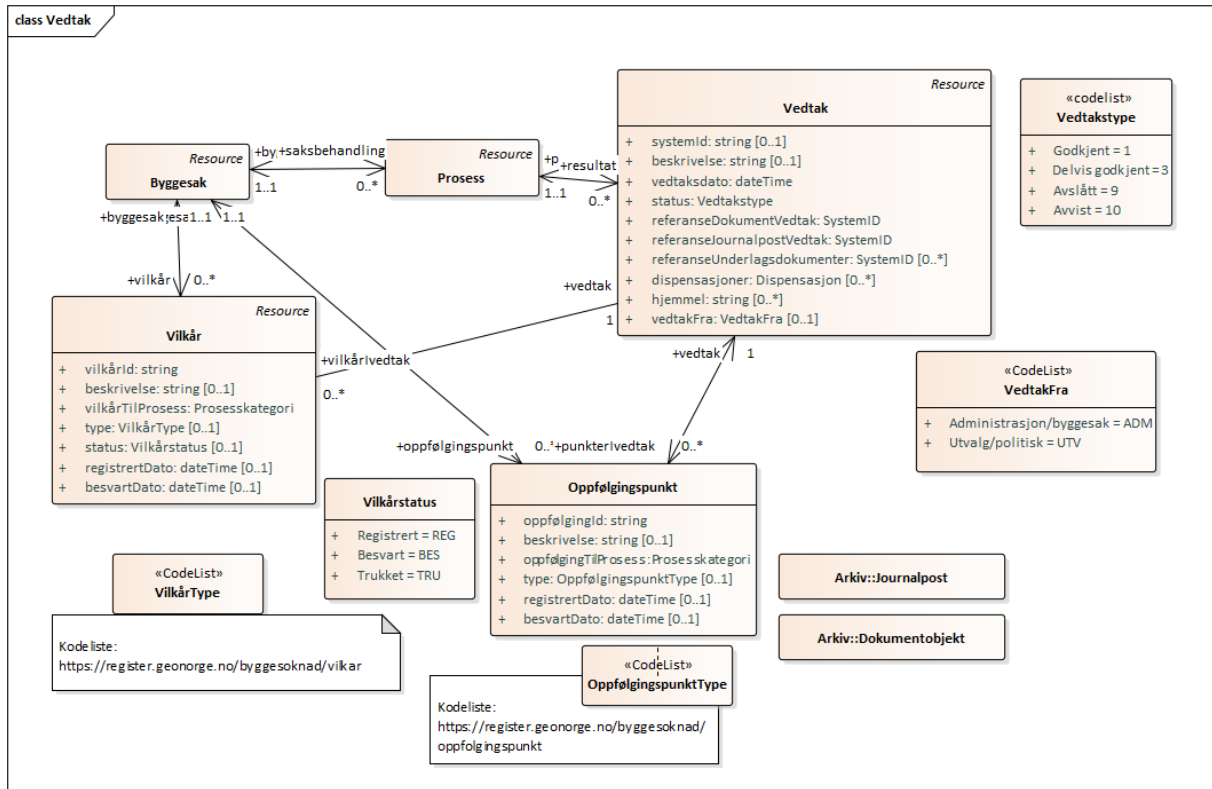 class Vedtak
Resource
Vedtak
+ systemId: string [0..1]
+ beskrivelse: string [0..1]
+ vedtaksdato: dateTime
+ status: Vedtakstype
+ referanseDokumentVedtak: SystemID
+ referanseJournalpostVedtak: SystemID
+ referanseUnderlagsdokumenter: SystemID [0..*]
+ dispensasjoner: Dispensasjon [0..*]
+ hjemmel: string [0..*]
+ vedtakFra: VedtakFra [0..1]
«codelist»
Vedtakstype
+ Godkjent = 1
+ Delvis godkjent = 3
+ Avslått = 9
+ Avvist = 10
Resource
Byggesak
+saksbehandling
1..1
0..*
Resource
Prosess
+resultat
1..1
0..*
1..1
1..1
+vilkår
0..*
Resource
Vilkår
+ vilkårId: string
+ beskrivelse: string [0..1]
+ vilkårTilProsess: Prosesskategori
+ type: VilkårType [0..1]
+ status: Vilkårstatus [0..1]
+ registrertDato: dateTime [0..1]
+ besvartDato: dateTime [0..1]
+vedtak
1
+vilkårIvedtak
0..*
+vedtak
1
+oppfølgingspunkt
+punkterIvedtak
0..*
«CodeList»
VedtakFra
+ Administrasjon/byggesak = ADM
+ Utvalg/politisk = UTV
Vilkårstatus
+ Registrert = REG
+ Besvart = BES
+ Trukket = TRU
Oppfølgingspunkt
+ oppfølgingId: string
+ beskrivelse: string [0..1]
+ oppfølgingTilProsess: Prosesskategori
+ type: OppfølgingspunktType [0..1]
+ registrertDato: dateTime [0..1]
+ besvartDato: dateTime [0..1]
Arkiv::Journalpost
Arkiv::Dokumentobjekt
«CodeList»
VilkårType
Kodeliste:
https://register.geonorge.no/byggesoknad/vilkar
«CodeList»
OppfølgingspunktType
Kodeliste:
https://register.geonorge.no/byggesoknad/
oppfolgingspunkt